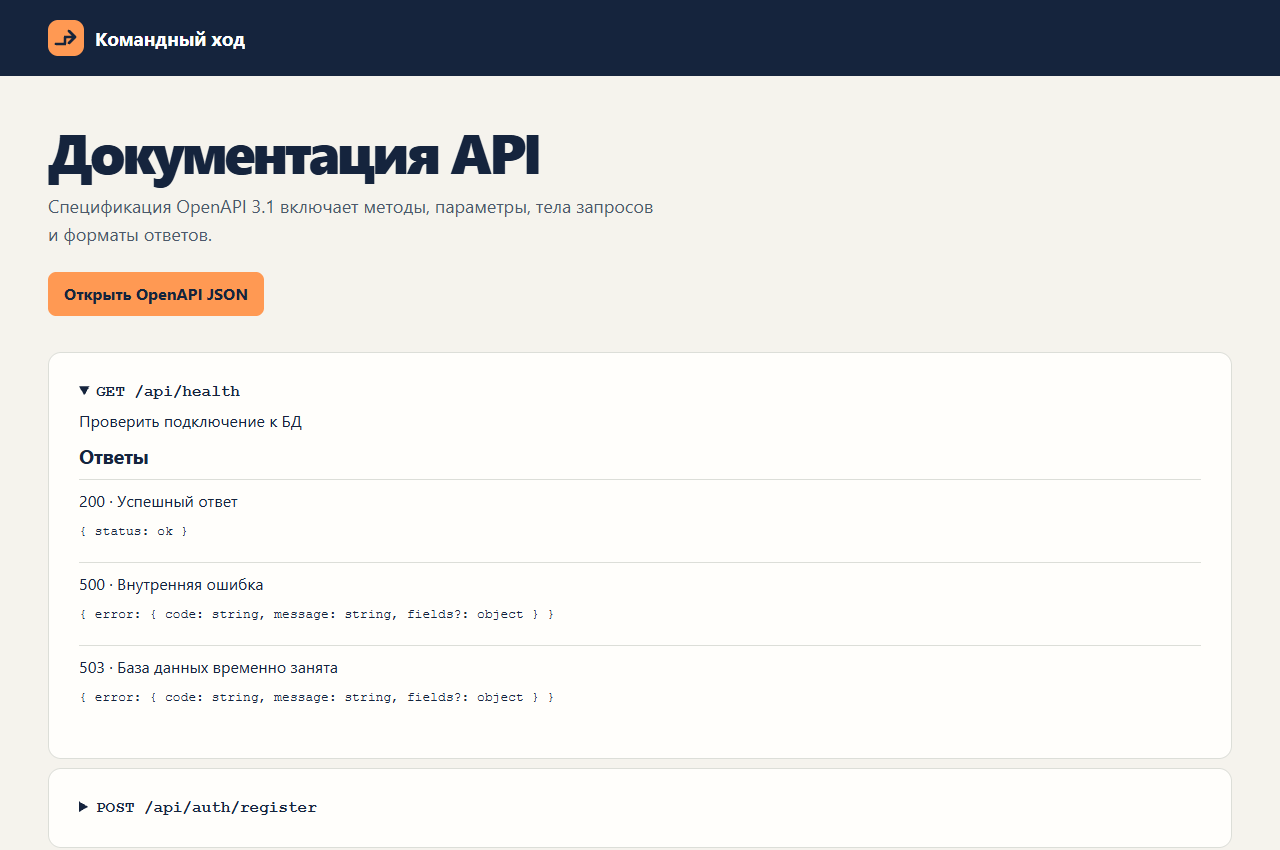 Командный ход
Документация API
Спецификация OpenAPI 3.1 включает методы, параметры, тела запросов
и форматы ответов.
Открыть OpenAPI JSON
GET /api/health
Проверить подключение к БД
Ответы
200 · Успешный ответ
{ status: ok }
500 · Внутренняя ошибка
{ error: { code: string, message: string, fields?: object } }
503 · База данных временно занята
{ error: { code: string, message: string, fields?: object } }
POST /api/auth/register